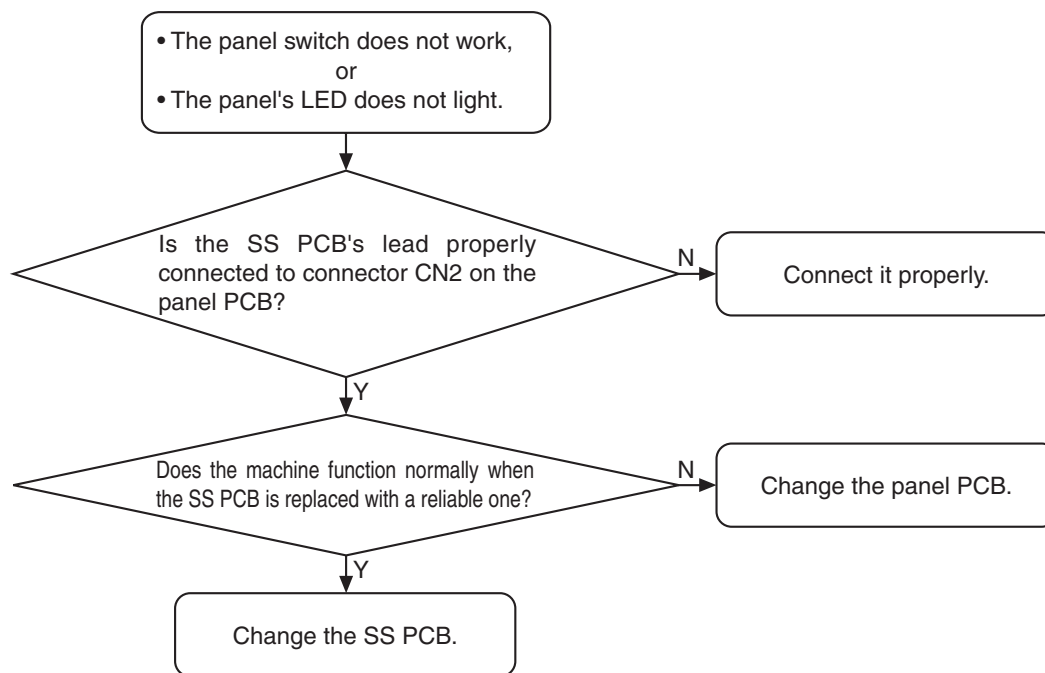 • The panel switch does not work,
or
• The panel's LED does not light.
Is the SS PCB's lead properly
connected to connector CN2 on the
panel PCB?
N
Connect it properly.
Y
Does the machine function normally when
the SS PCB is replaced with a reliable one?
N
Change the panel PCB.
Y
Change the SS PCB.